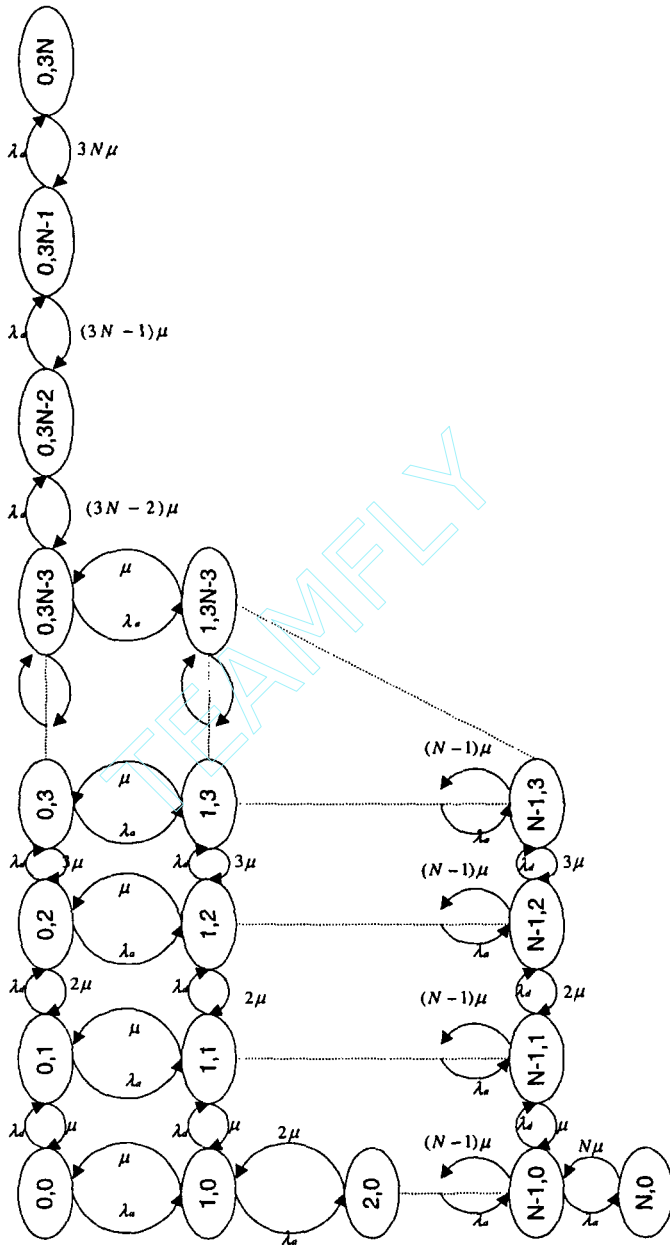 λd λd λd λd λd λd
0,0 0,1 0,2 0,3 0,3N-3 0,3N-2 0,3N-1 0,3N
μ 2μ 3μ (3N − 2)μ (3N − 1)μ 3Nμ
μ μ μ μ μ
λa λa λa λa λa
λd λd λd
1,0 1,1 1,2 1,3 1,3N-3
μ 2μ 3μ
2μ
λa
2,0
TEAMFLY
(N−1)μ (N−1)μ (N−1)μ (N−1)μ
λa λa λa λa
λd λd λd
N-1,0 N-1,1 N-1,2 N-1,3
μ 2μ 3μ
Nμ
λa
N,0